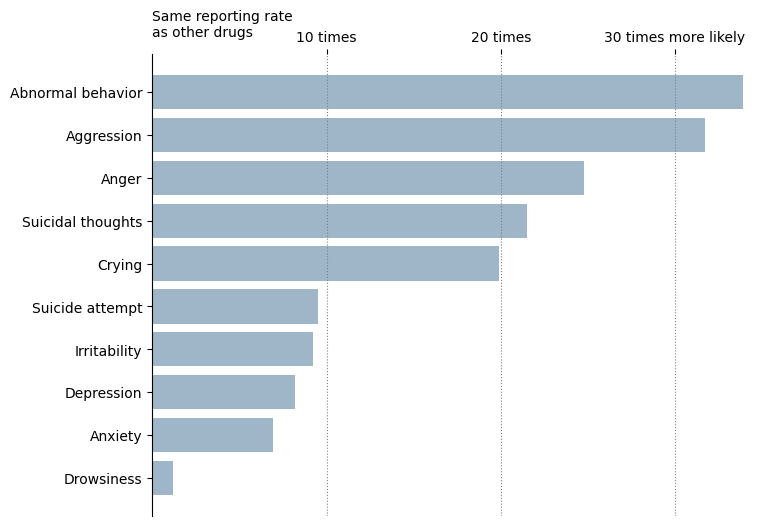 Same reporting rate
as other drugs
10 times
20 times
30 times more likely
Abnormal behavior
Aggression
Anger
Suicidal thoughts
Crying
Suicide attempt
Irritability
Depression
Anxiety
Drowsiness